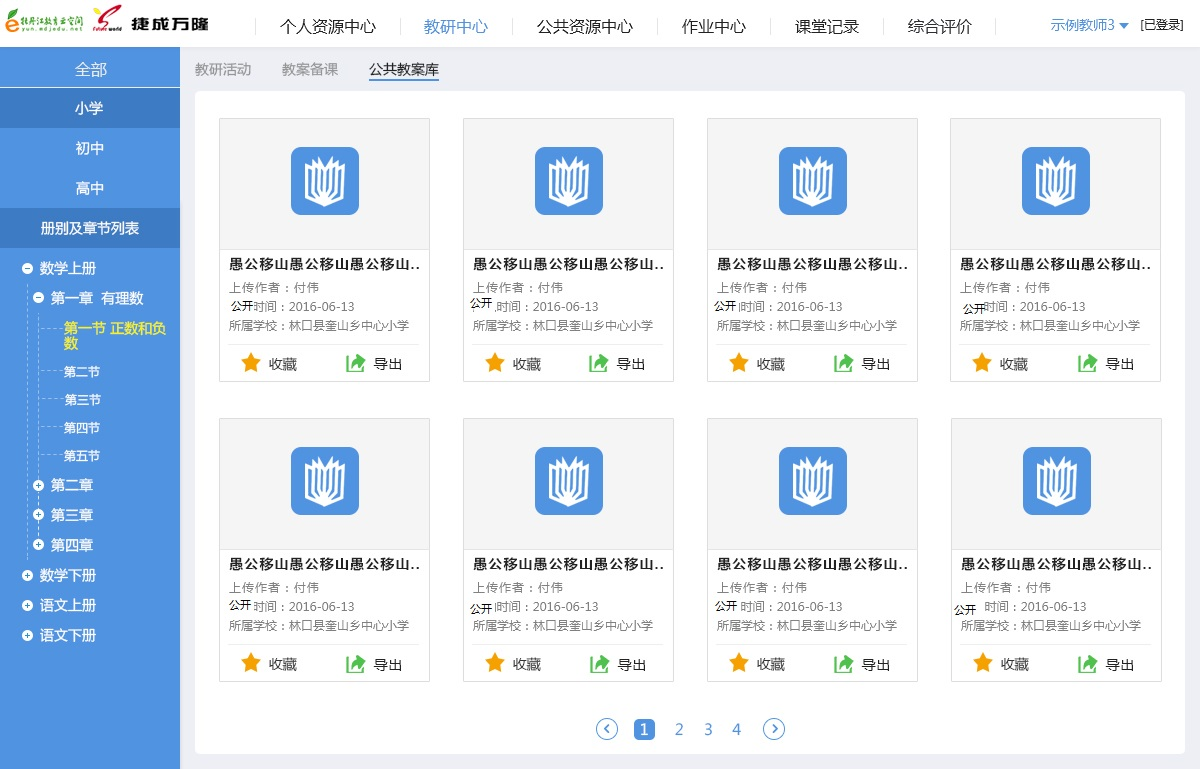 牡丹江教育云空间
yun.mdjedu.net
Future world
捷成万隆
个人资源中心
教研中心
公共资源中心
作业中心
课堂记录
综合评价
示例教师3
[已登录]
全部
小学
初中
高中
册别及章节列表
数学上册
第一章 有理数
第一节 正数和负
数
第二节
第三节
第四节
第五节
第二章
第三章
第四章
数学下册
语文上册
语文下册
教研活动
教案备课
公共教案库
愚公移山愚公移山愚公移山..
上传作者：付伟
公开时间：2016-06-13
所属学校：林口县奎山乡中心小学
收藏
导出
愚公移山愚公移山愚公移山..
上传作者：付伟
公开时间：2016-06-13
所属学校：林口县奎山乡中心小学
收藏
导出
愚公移山愚公移山愚公移山..
上传作者：付伟
公开时间：2016-06-13
所属学校：林口县奎山乡中心小学
收藏
导出
愚公移山愚公移山愚公移山..
上传作者：付伟
公开时间：2016-06-13
所属学校：林口县奎山乡中心小学
收藏
导出
愚公移山愚公移山愚公移山..
上传作者：付伟
公开时间：2016-06-13
所属学校：林口县奎山乡中心小学
收藏
导出
愚公移山愚公移山愚公移山..
上传作者：付伟
公开时间：2016-06-13
所属学校：林口县奎山乡中心小学
收藏
导出
愚公移山愚公移山愚公移山..
上传作者：付伟
公开时间：2016-06-13
所属学校：林口县奎山乡中心小学
收藏
导出
愚公移山愚公移山愚公移山..
上传作者：付伟
公开 时间：2016-06-13
所属学校：林口县奎山乡中心小学
收藏
导出
1 2 3 4